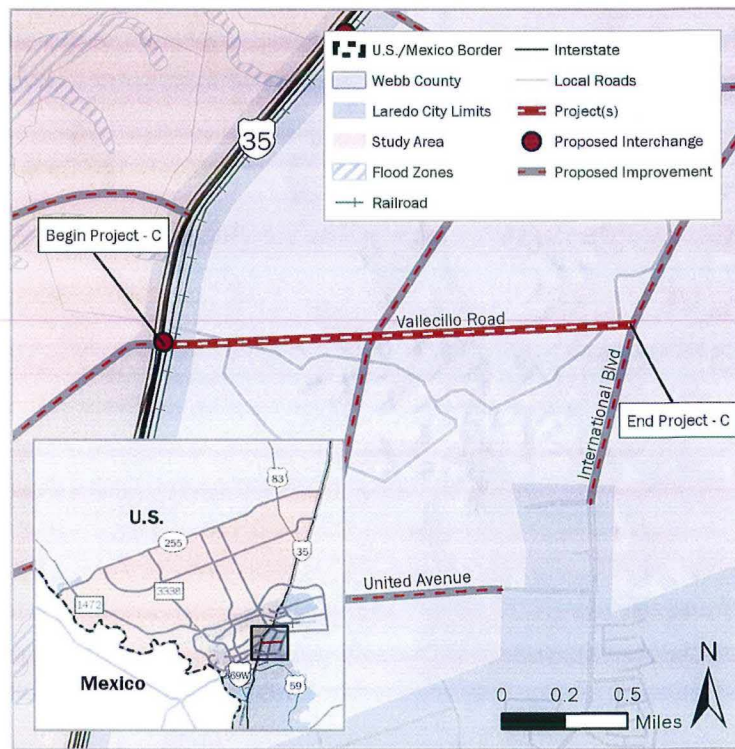 U.S./Mexico Border
Interstate
Webb County
Local Roads
Laredo City Limits
Project(s)
Study Area
Proposed Interchange
Flood Zones
Proposed Improvement
Railroad
35
Begin Project - C
Vallecillo Road
International Blvd
End Project - C
United Avenue
U.S.
83
255
35
3338
1472
Mexico
69W
59
N
0 0.2 0.5
Miles